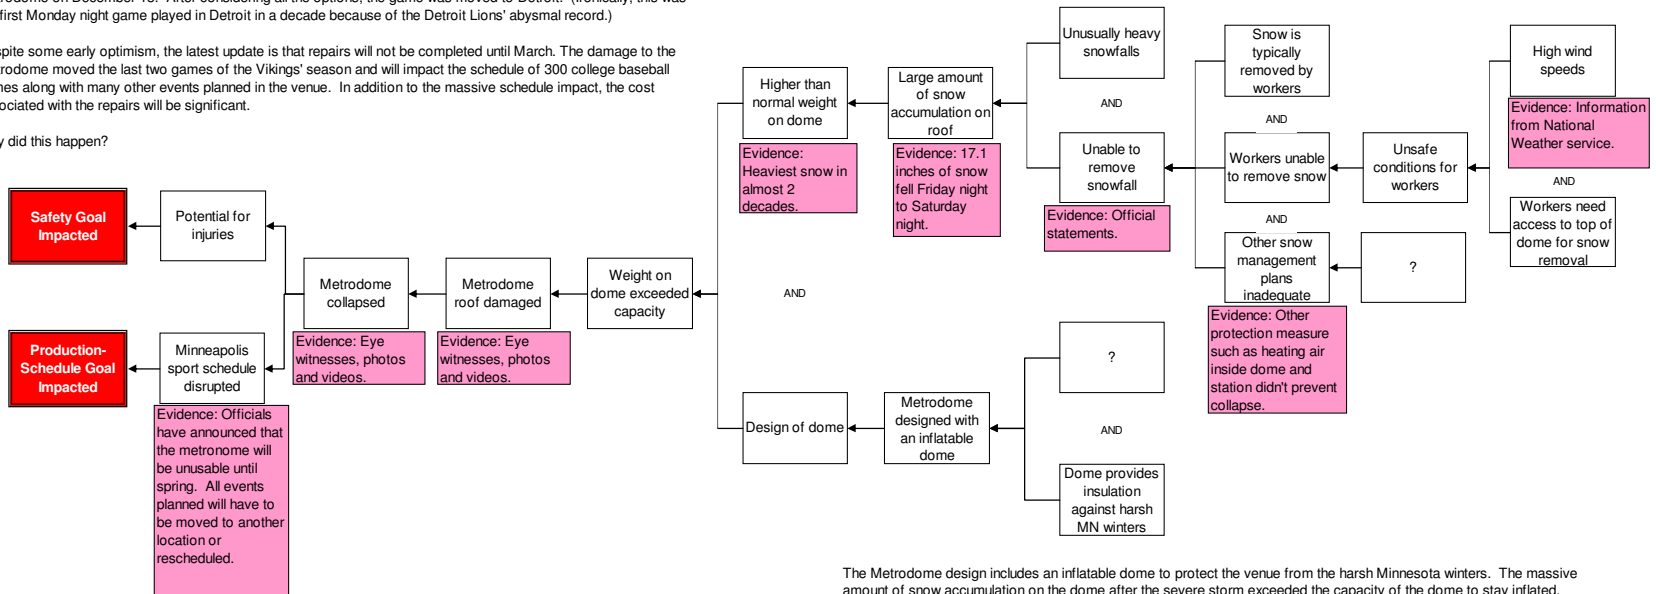 first Monday night game played in Detroit in a decade because of the Detroit Lions' abysmal record.)
some early optimism, the latest update is that repairs will not be completed until March. The damage to the
moved the last two games of the Vikings' season and will impact the schedule of 300 college baseball
along with many other events planned in the venue. In addition to the massive schedule impact, the cost
with the repairs will be significant.
did this happen?
Safety Goal
Impacted
Potential for
injuries
Production-
Schedule Goal
Impacted
Minneapolis
sport schedule
disrupted
Evidence: Officials
have announced that
the metronome will
be unusable until
spring. All events
planned will have to
be moved to another
location or
rescheduled.
Metrodome
collapsed
Evidence: Eye
witnesses, photos
and videos.
Metrodome
roof damaged
Evidence: Eye
witnesses, photos
and videos.
Weight on
dome exceeded
capacity
AND
Higher than
normal weight
on dome
Evidence:
Heaviest snow in
almost 2
decades.
Large amount
of snow
accumulation on
roof
Evidence: 17.1
inches of snow
fell Friday night
to Saturday
night.
Unusually heavy
snowfalls
AND
Unable to
remove
snowfall
Evidence: Official
statements.
Snow is
typically
removed by
workers
AND
Workers unable
to remove snow
AND
Other snow
management
plans
inadequate
Evidence: Other
protection measure
such as heating air
inside dome and
station didn't prevent
collapse.
Unsafe
conditions for
workers
?
High wind
speeds
Evidence: Information
from National
Weather service.
AND
Workers need
access to top of
dome for snow
removal
Design of dome
Metrodome
designed with
an inflatable
dome
?
AND
Dome provides
insulation
against harsh
MN winters
The Metrodome design includes an inflatable dome to protect the venue from the harsh Minnesota winters. The massive
amount of snow accumulation on the dome after the severe storm exceeded the capacity of the dome to stay inflated.